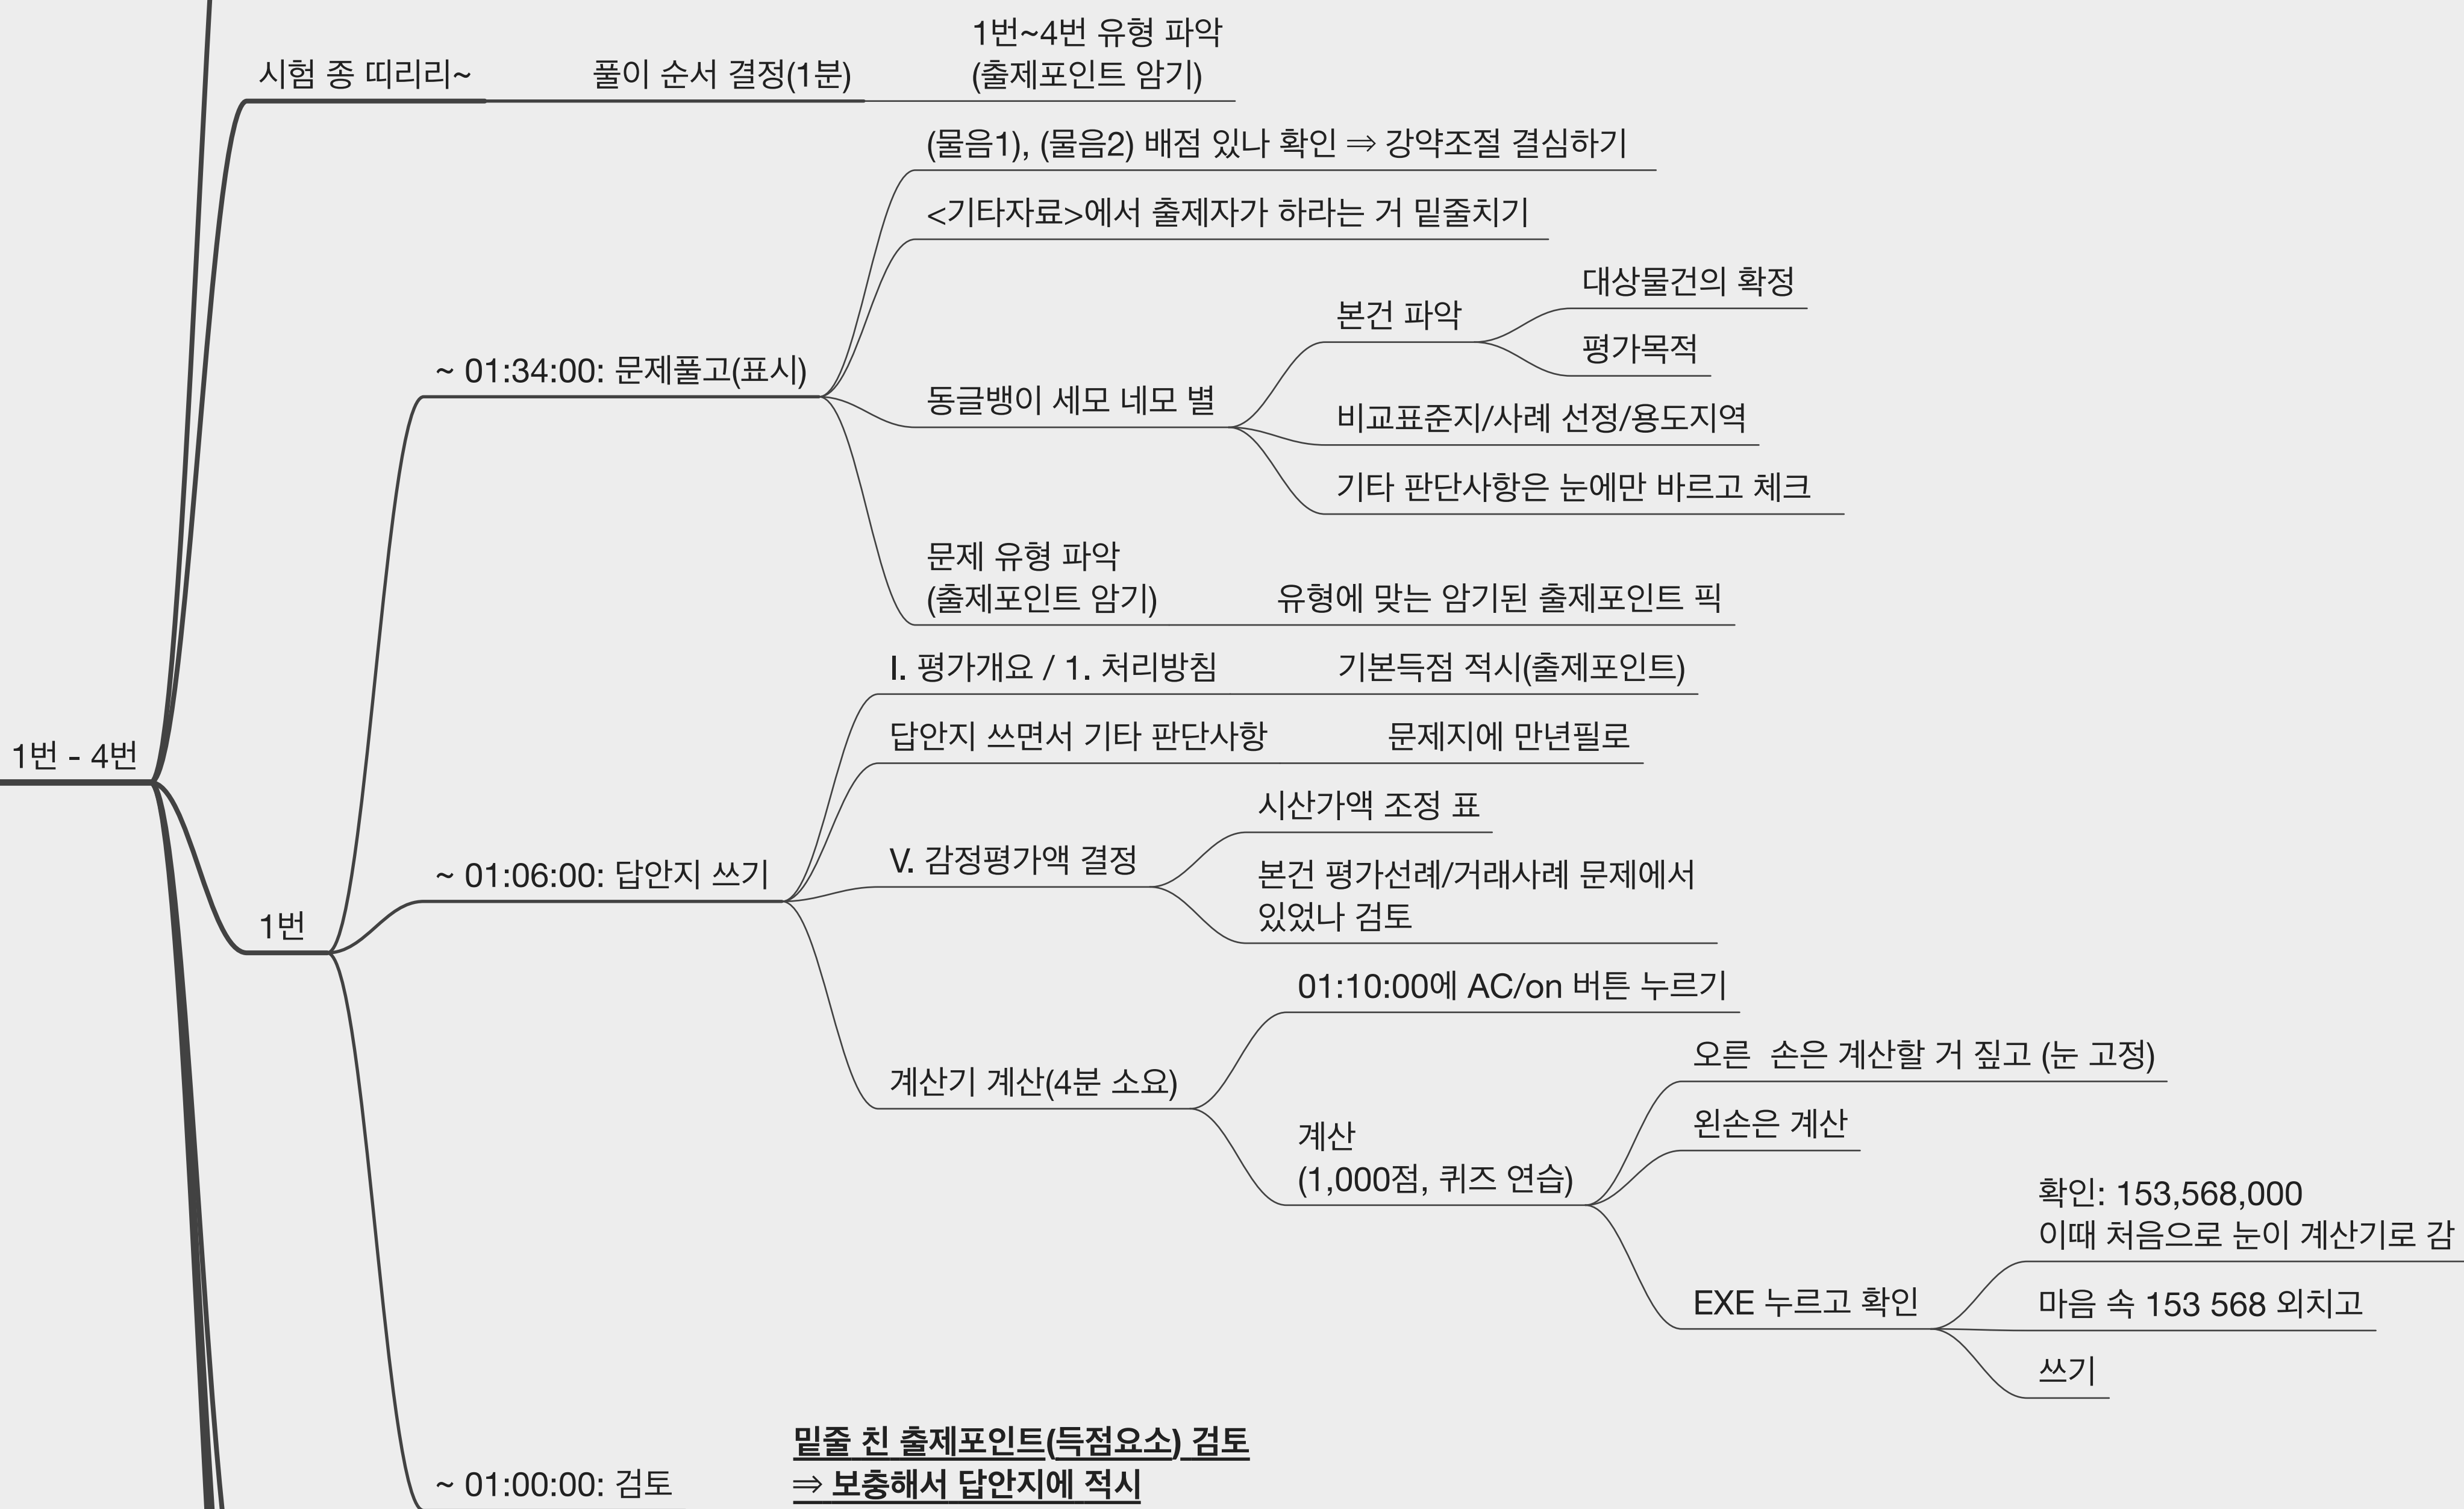 시험 종 띠리리~
풀이 순서 결정(1분)
1번~4번 유형 파악
(출제포인트 암기)
1번 - 4번
1번
~ 01:34:00: 문제풀고(표시)
(물음1), (물음2) 배점 있나 확인 ⇒ 강약조절 결심하기
<기타자료>에서 출제자가 하라는 거 밑줄치기
동글뱅이 세모 네모 별
본건 파악
대상물건의 확정
평가목적
비교표준지/사례 선정/용도지역
기타 판단사항은 눈에만 바르고 체크
문제 유형 파악
(출제포인트 암기)
유형에 맞는 암기된 출제포인트 픽
~ 01:06:00: 답안지 쓰기
I. 평가개요 / 1. 처리방침
기본득점 적시(출제포인트)
답안지 쓰면서 기타 판단사항
문제지에 만년필로
V. 감정평가액 결정
시산가액 조정 표
본건 평가선례/거래사례 문제에서
있었나 검토
계산기 계산(4분 소요)
01:10:00에 AC/on 버튼 누르기
계산
(1,000점, 퀴즈 연습)
오른  손은 계산할 거 짚고 (눈 고정)
왼손은 계산
EXE 누르고 확인
확인: 153,568,000
이때 처음으로 눈이 계산기로 감
마음 속 153 568 외치고
쓰기
~ 01:00:00: 검토
밑줄 친 출제포인트(득점요소) 검토
⇒ 보충해서 답안지에 적시